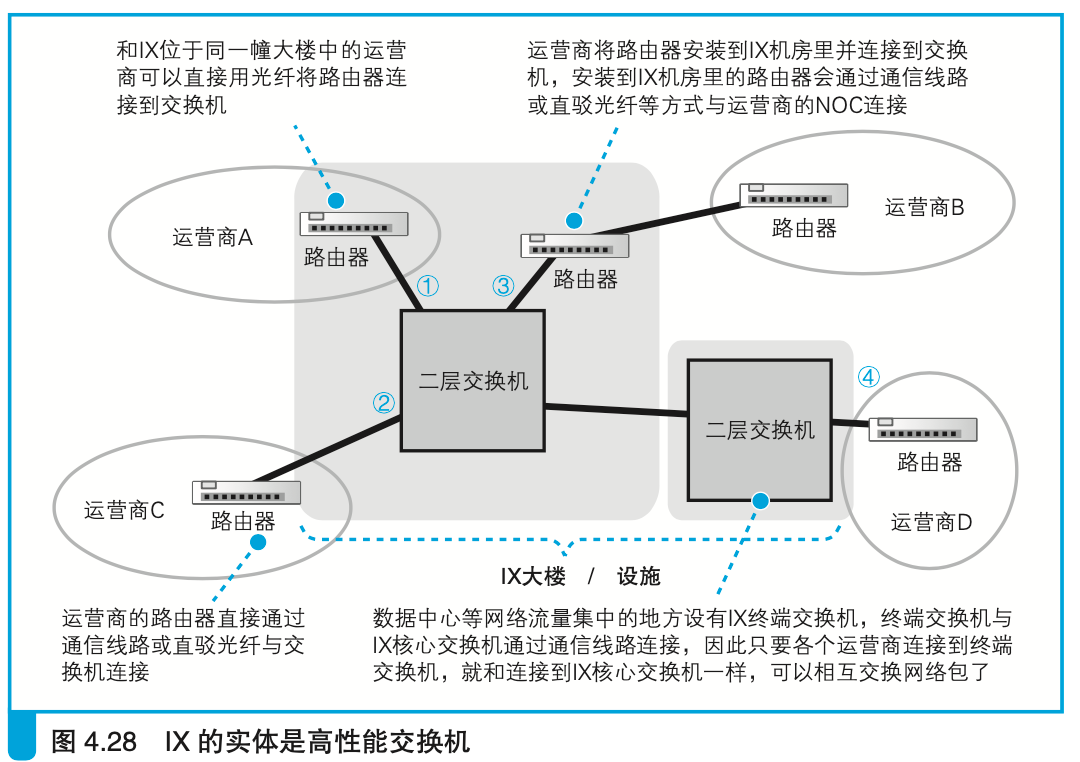 和IX位于同一幢大楼中的运营
商可以直接用光纤将路由器连
接到交换机
运营商将路由器安装到IX机房里并连接到交换
机，安装到IX机房里的路由器会通过通信线路
或直驳光纤等方式与运营商的NOC连接
运营商A
路由器
①
③
路由器
路由器
运营商B
二层交换机
②
二层交换机
④
路由器
运营商D
运营商C
路由器
IX大楼 / 设施
运营商的路由器直接通过
通信线路或直驳光纤与交
换机连接
数据中心等网络流量集中的地方设有IX终端交换机，终端交换机与
IX核心交换机通过通信线路连接，因此只要各个运营商连接到终端
交换机，就和连接到IX核心交换机一样，可以相互交换网络包了
图 4.28 IX 的实体是高性能交换机